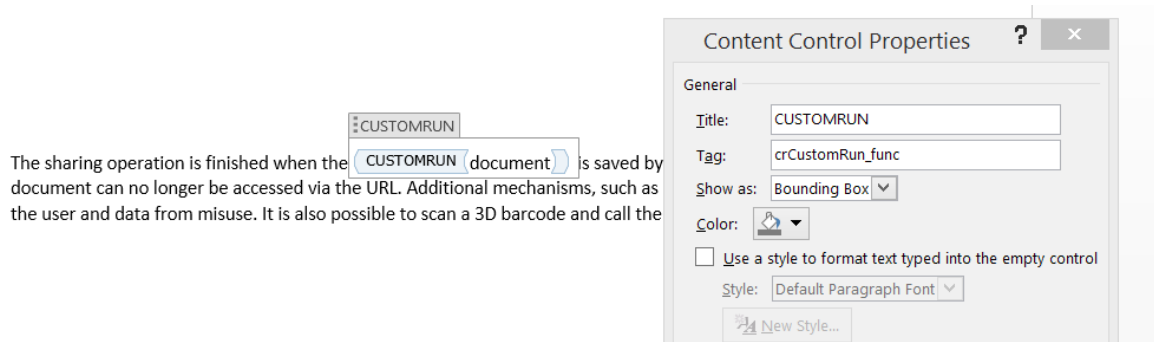 CUSTOMRUN
The sharing operation is finished when the CUSTOMRUN document is saved by
document can no longer be accessed via the URL. Additional mechanisms, such as
the user and data from misuse. It is also possible to scan a 3D barcode and call the
Content Control Properties ? ×
General
Title: CUSTOMRUN
Tag: crCustomRun_func
Show as: Bounding Box
Color:
Use a style to format text typed into the empty control
Style: Default Paragraph Font
New Style...